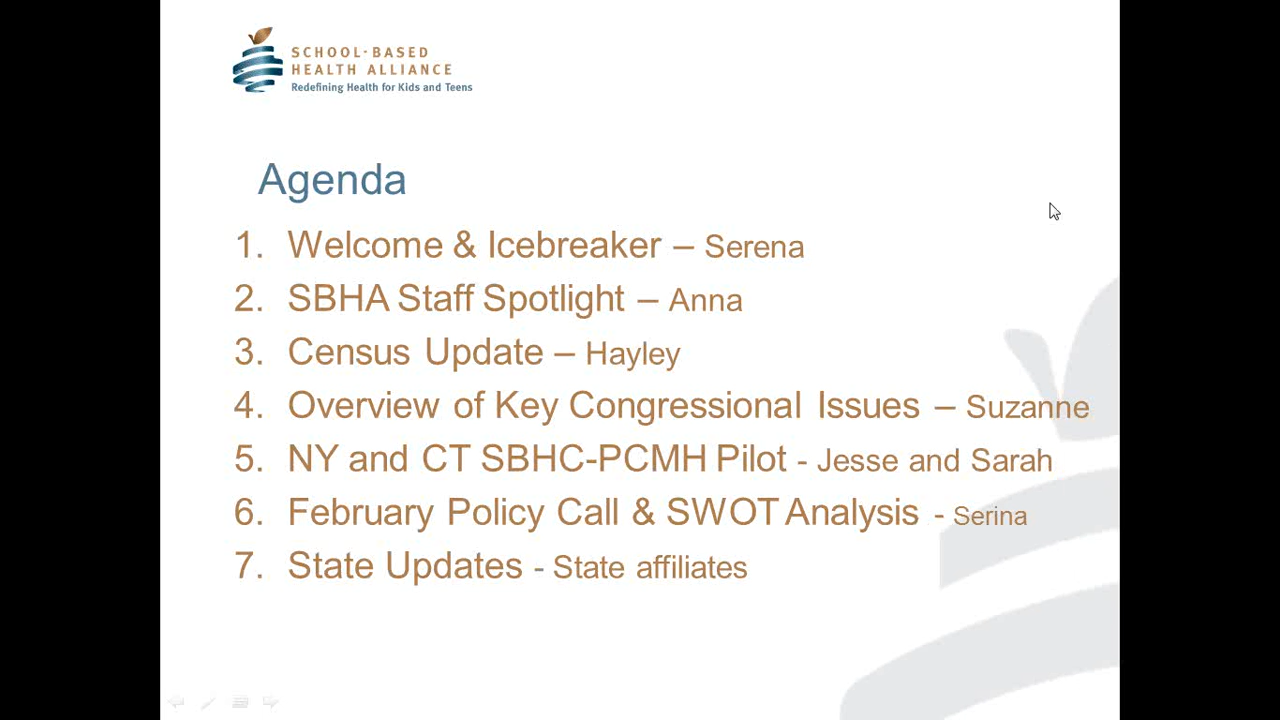 SCHOOL-BASED
HEALTH ALLIANCE
Redefining Health for Kids and Teens
Agenda
1. Welcome & Icebreaker – Serena
2. SBHA Staff Spotlight – Anna
3. Census Update – Hayley
4. Overview of Key Congressional Issues – Suzanne
5. NY and CT SBHC-PCMH Pilot - Jesse and Sarah
6. February Policy Call & SWOT Analysis - Serina
7. State Updates - State affiliates